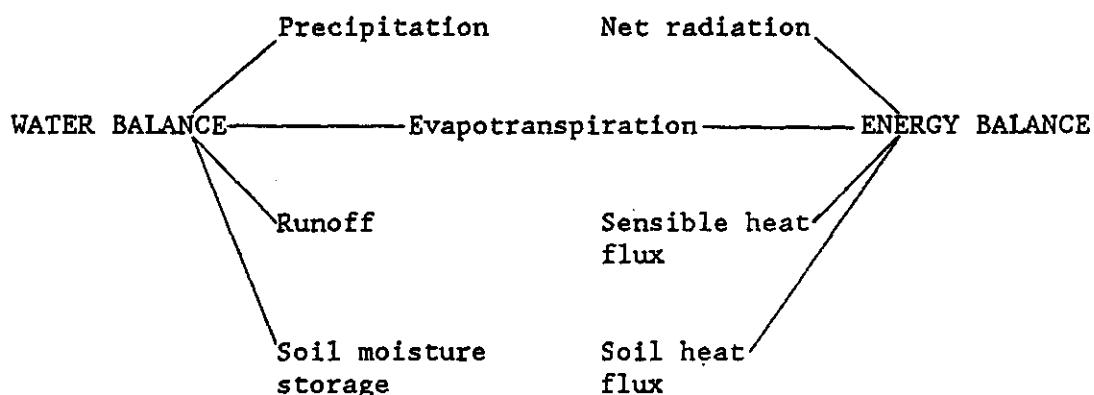 Precipitation Net radiation
WATER BALANCE Evapotranspiration ENERGY BALANCE
Runoff Sensible heat
flux
Soil moisture Soil heat
storage flux